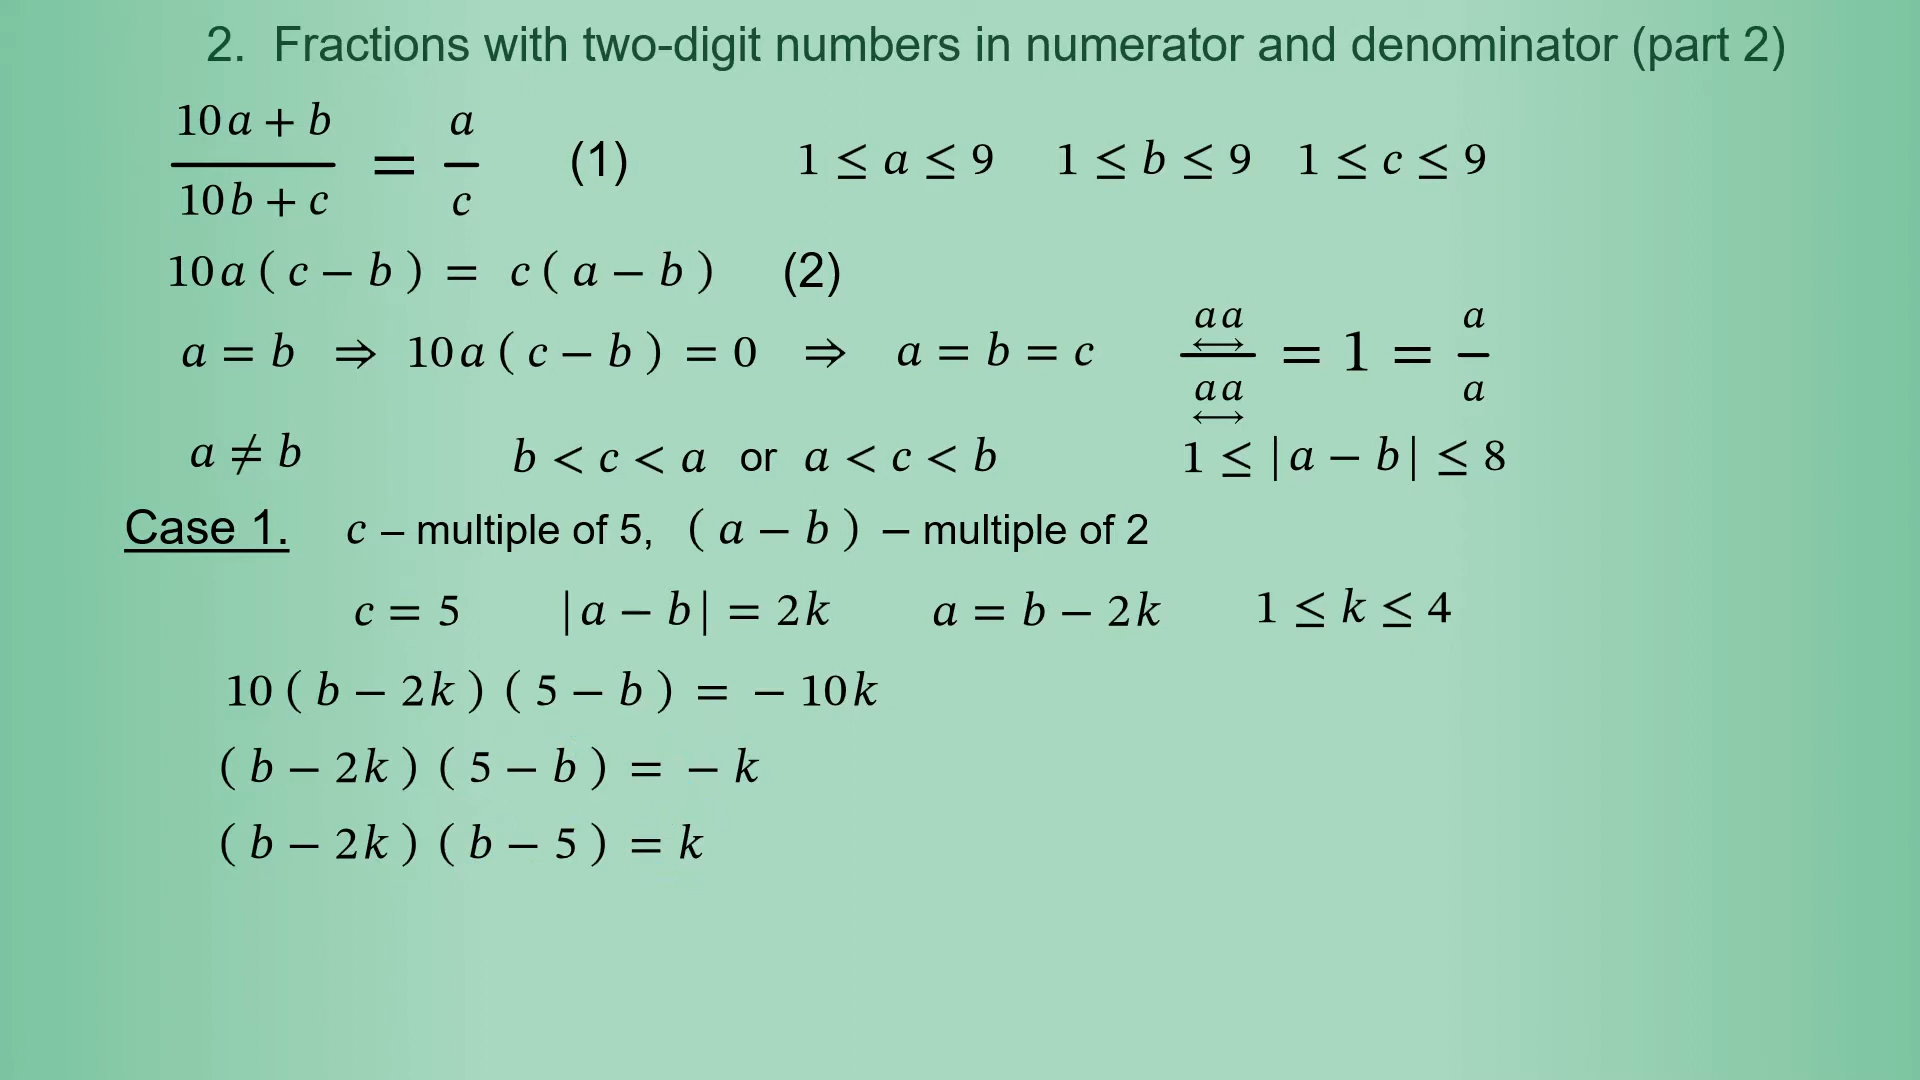 2. Fractions with two-digit numbers in numerator and denominator (part 2)
(10a + b)/(10b + c) = a/c (1) 1 ≤ a ≤ 9 1 ≤ b ≤ 9 1 ≤ c ≤ 9
10a ( c − b ) = c ( a − b ) (2)
a = b ⇒ 10a ( c − b ) = 0 ⇒ a = b = c aa/aa = 1 = a/a
a ≠ b b < c < a or a < c < b 1 ≤ |a − b| ≤ 8
Case 1. c – multiple of 5, ( a − b ) − multiple of 2
c = 5 |a − b| = 2k a = b − 2k 1 ≤ k ≤ 4
10 ( b − 2k ) ( 5 − b ) = − 10k
( b − 2k ) ( 5 − b ) = − k
( b − 2k ) ( b − 5 ) = k